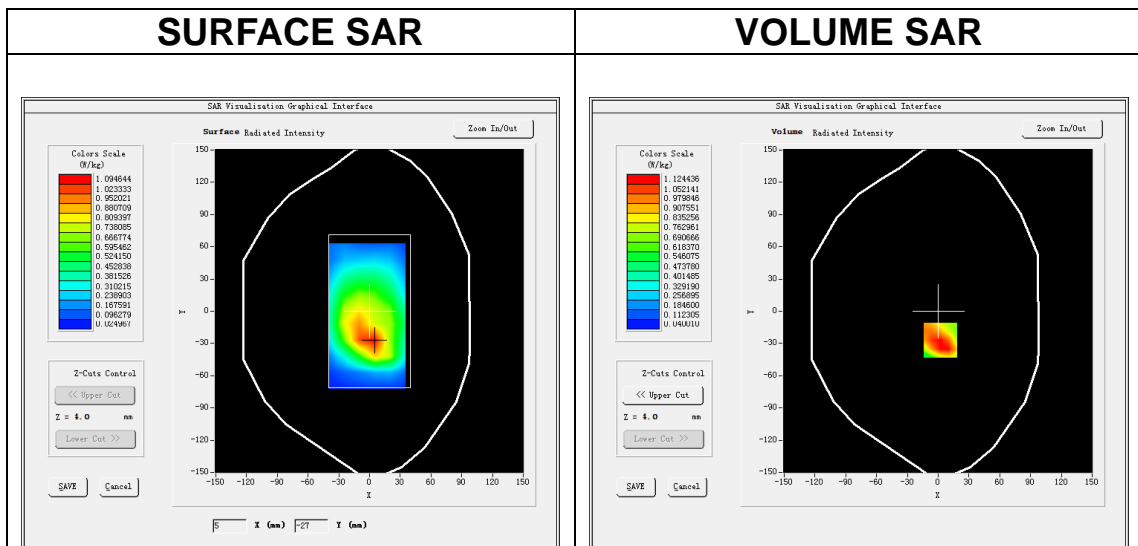 SURFACE SAR
VOLUME SAR
SAR Visualisation Graphical Interface
Surface Radiated Intensity
Zoom In/Out
Colors Scale
(W/kg)
1.094644
1.023333
0.952021
0.880709
0.809397
0.738085
0.666774
0.595462
0.524150
0.452838
0.381526
0.310215
0.238903
0.167591
0.096279
0.024967
150
120
90
60
30
0
-30
-60
-90
-120
-150
Y
-150 -120 -90 -60 -30 0 30 60 90 120 150
X
Z-Cuts Control
<< Upper Cut
Z = 4.0 mm
Lower Cut >>
SAVE Cancel
5 X (mm) -27 Y (mm)
SAR Visualisation Graphical Interface
Volume Radiated Intensity
Zoom In/Out
Colors Scale
(W/kg)
1.124436
1.052141
0.979846
0.907551
0.835256
0.762961
0.690666
0.618370
0.546075
0.473780
0.401485
0.329190
0.256895
0.184600
0.112305
0.040010
150
120
90
60
30
0
-30
-60
-90
-120
-150
Y
-150 -120 -90 -60 -30 0 30 60 90 120 150
X
Z-Cuts Control
<< Upper Cut
Z = 4.0 mm
Lower Cut >>
SAVE Cancel